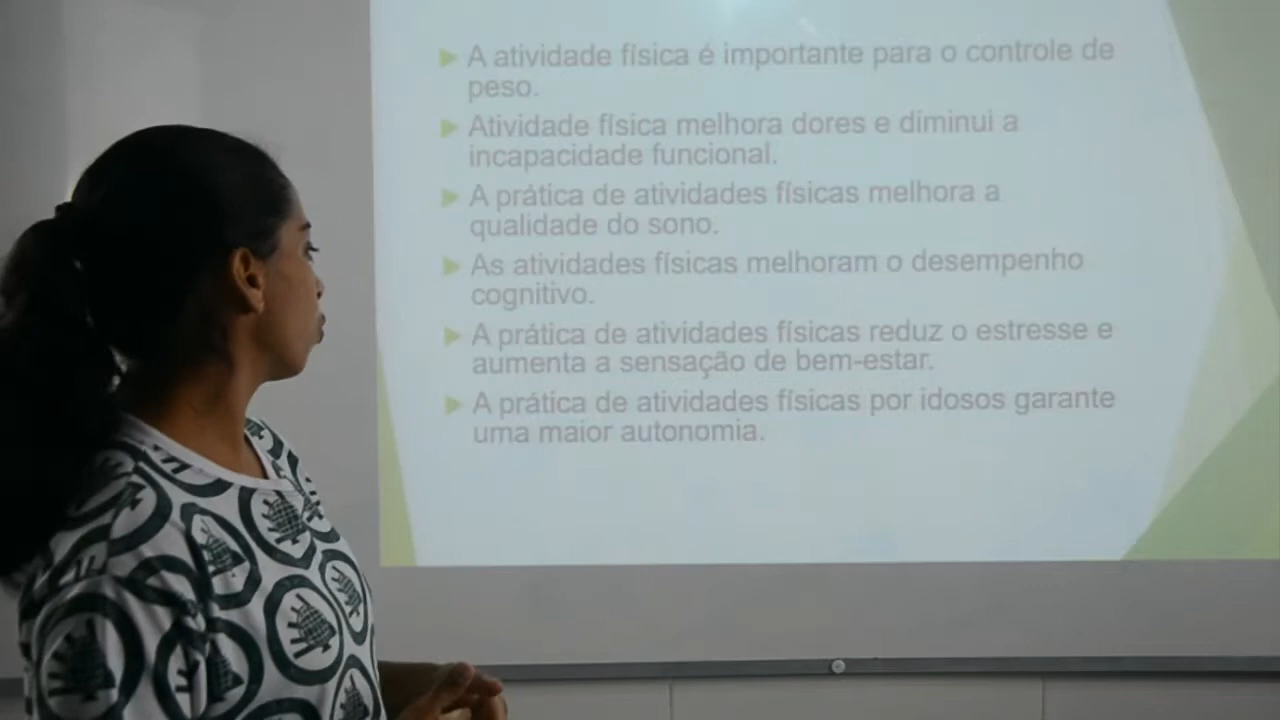 A atividade física é importante para o controle de
peso.
Atividade física melhora dores e diminui a
incapacidade funcional.
A prática de atividades físicas melhora a
qualidade do sono.
As atividades físicas melhoram o desempenho
cognitivo.
A prática de atividades físicas reduz o estresse e
aumenta a sensação de bem-estar.
A prática de atividades físicas por idosos garante
uma maior autonomia.